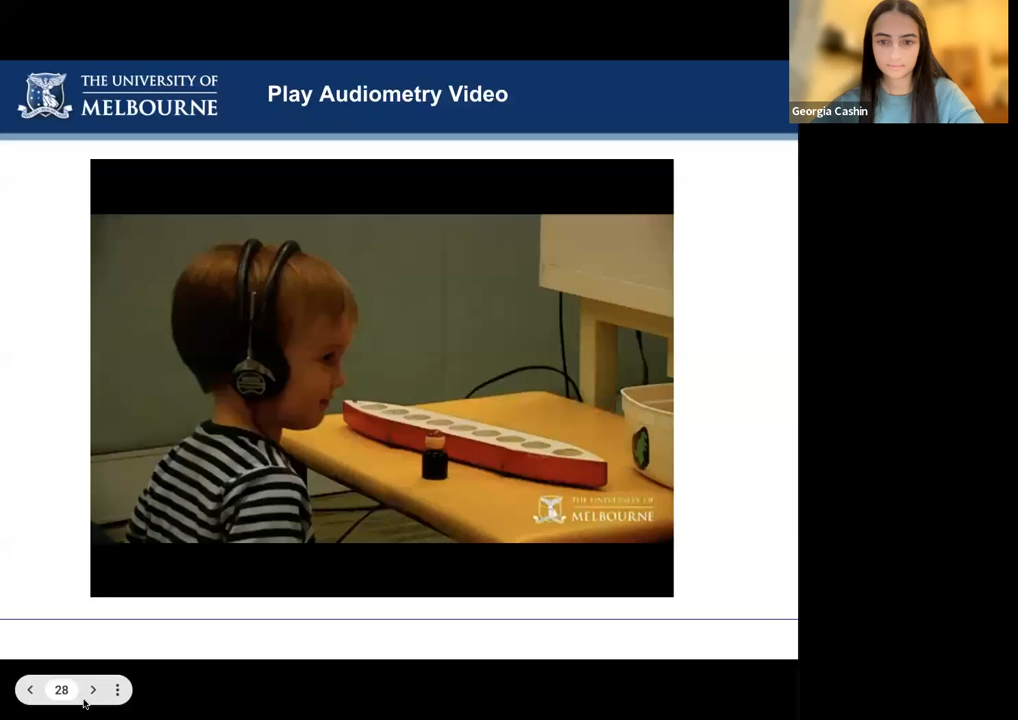 THE UNIVERSITY OF
MELBOURNE
Play Audiometry Video
Georgia Cashin
THE UNIVERSITY OF
MELBOURNE
28